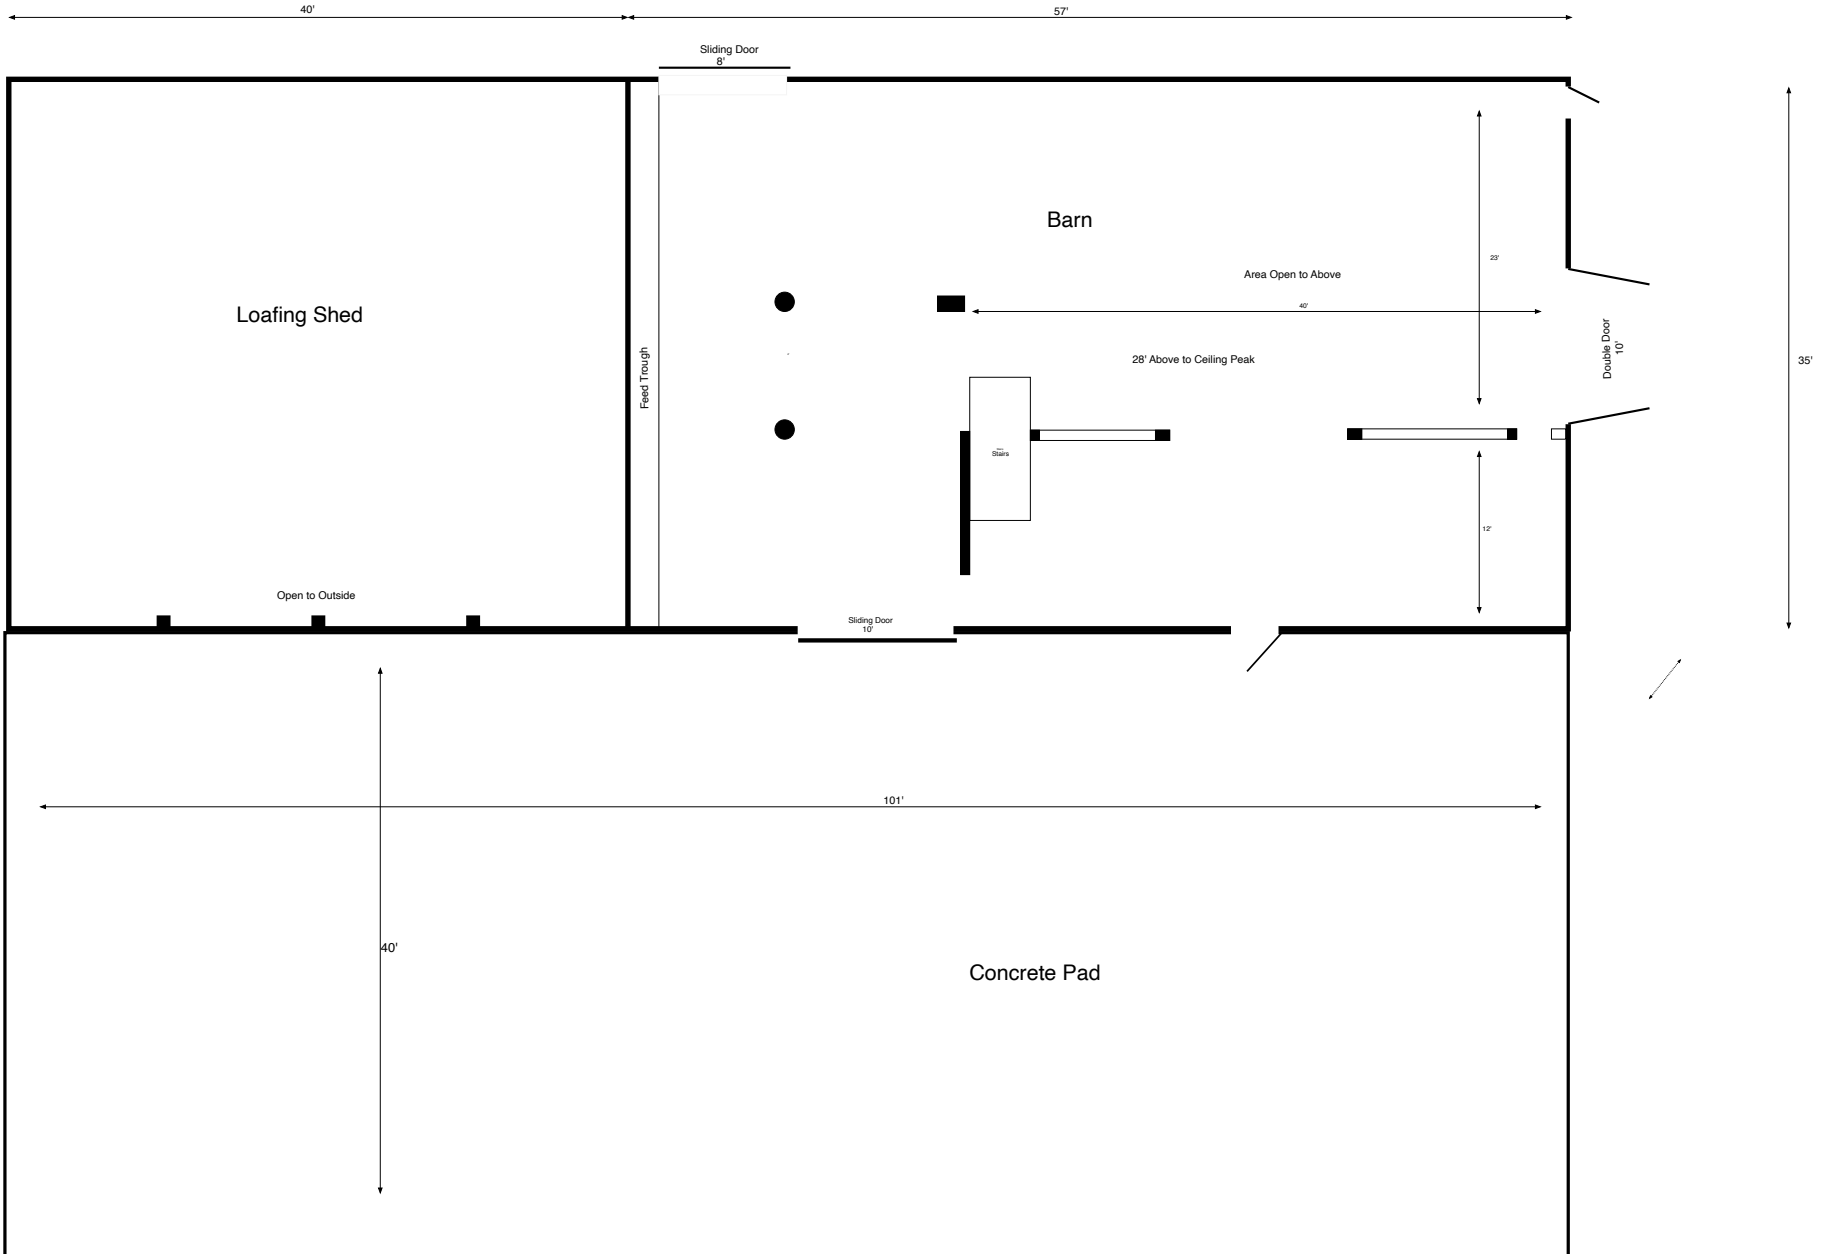 40'
57'
Sliding Door
8'
Barn
23'
Area Open to Above
40'
Loafing Shed
Feed Trough
28' Above to Ceiling Peak
Double Door
10'
35'
Stairs
12'
Open to Outside
Sliding Door
10'
101'
40'
Concrete Pad